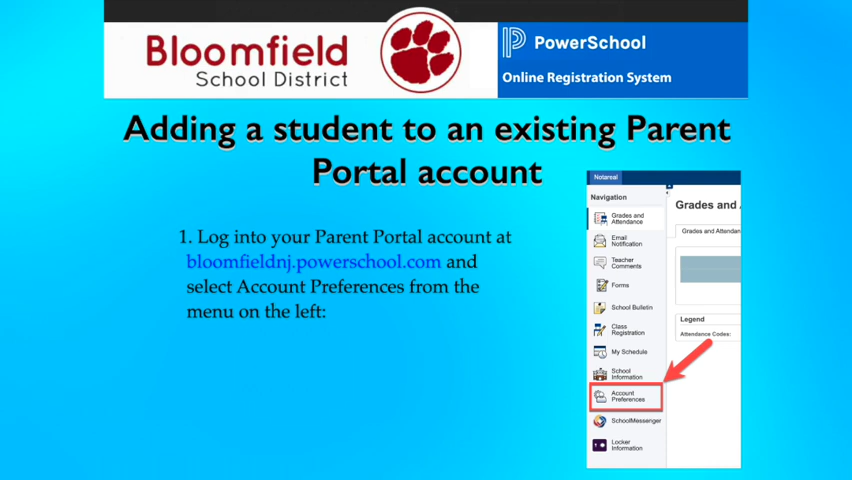 Bloomfield
School District
PowerSchool
Online Registration System
Adding a student to an existing Parent
Portal account
1. Log into your Parent Portal account at
bloomfieldnj.powerschool.com and
select Account Preferences from the
menu on the left:
Notareal
Navigation
Grades and
Attendance
Email
Notification
Teacher
Comments
Forms
School Bulletin
Class
Registration
My Schedule
School
Information
Account
Preferences
SchoolMessenger
Locker
Information
Grades and A
Grades and Attendan
Legend
Attendance Codes: